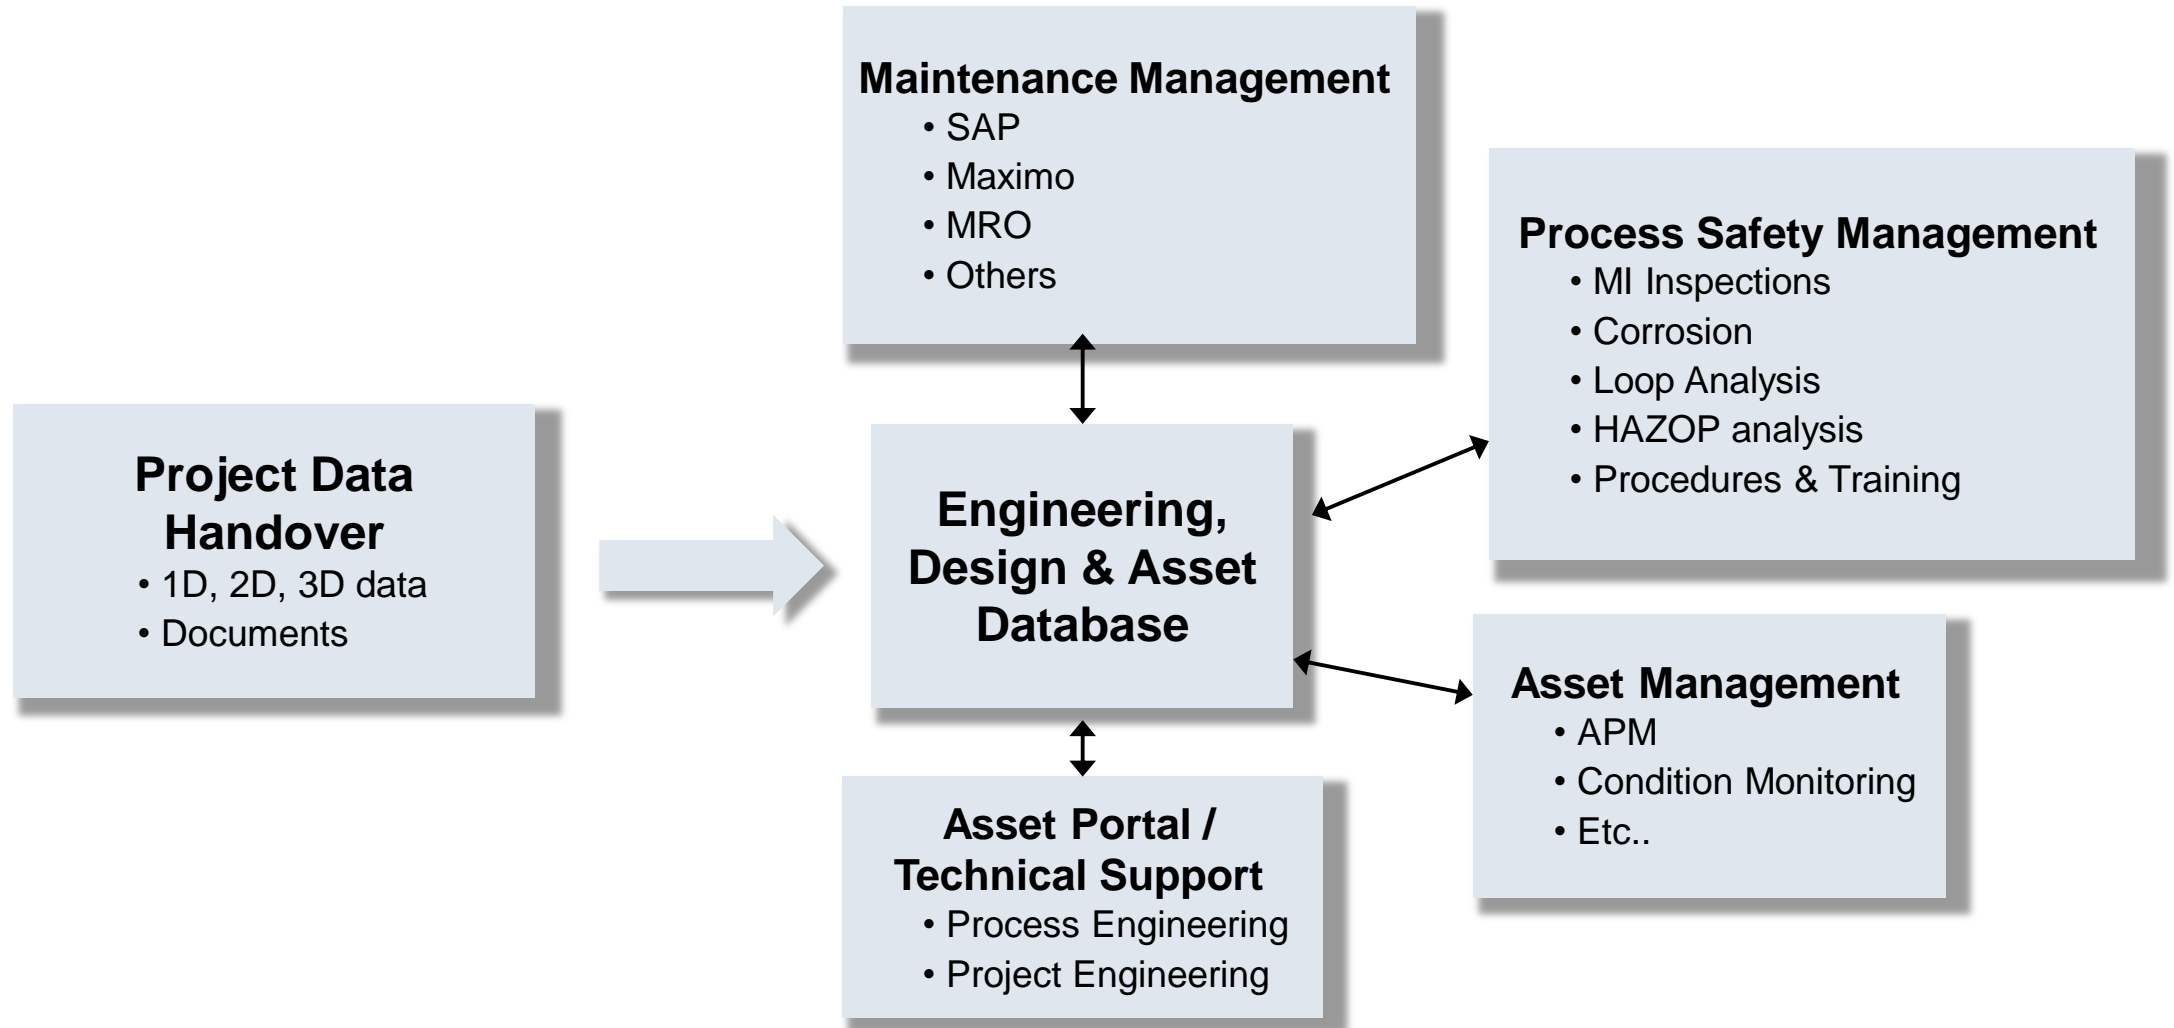 Maintenance Management
• SAP
• Maximo
• MRO
• Others
Process Safety Management
• MI Inspections
• Corrosion
• Loop Analysis
• HAZOP analysis
• Procedures & Training
Project Data
Handover
• 1D, 2D, 3D data
• Documents
Engineering,
Design & Asset
Database
Asset Management
• APM
• Condition Monitoring
• Etc..
Asset Portal /
Technical Support
• Process Engineering
• Project Engineering